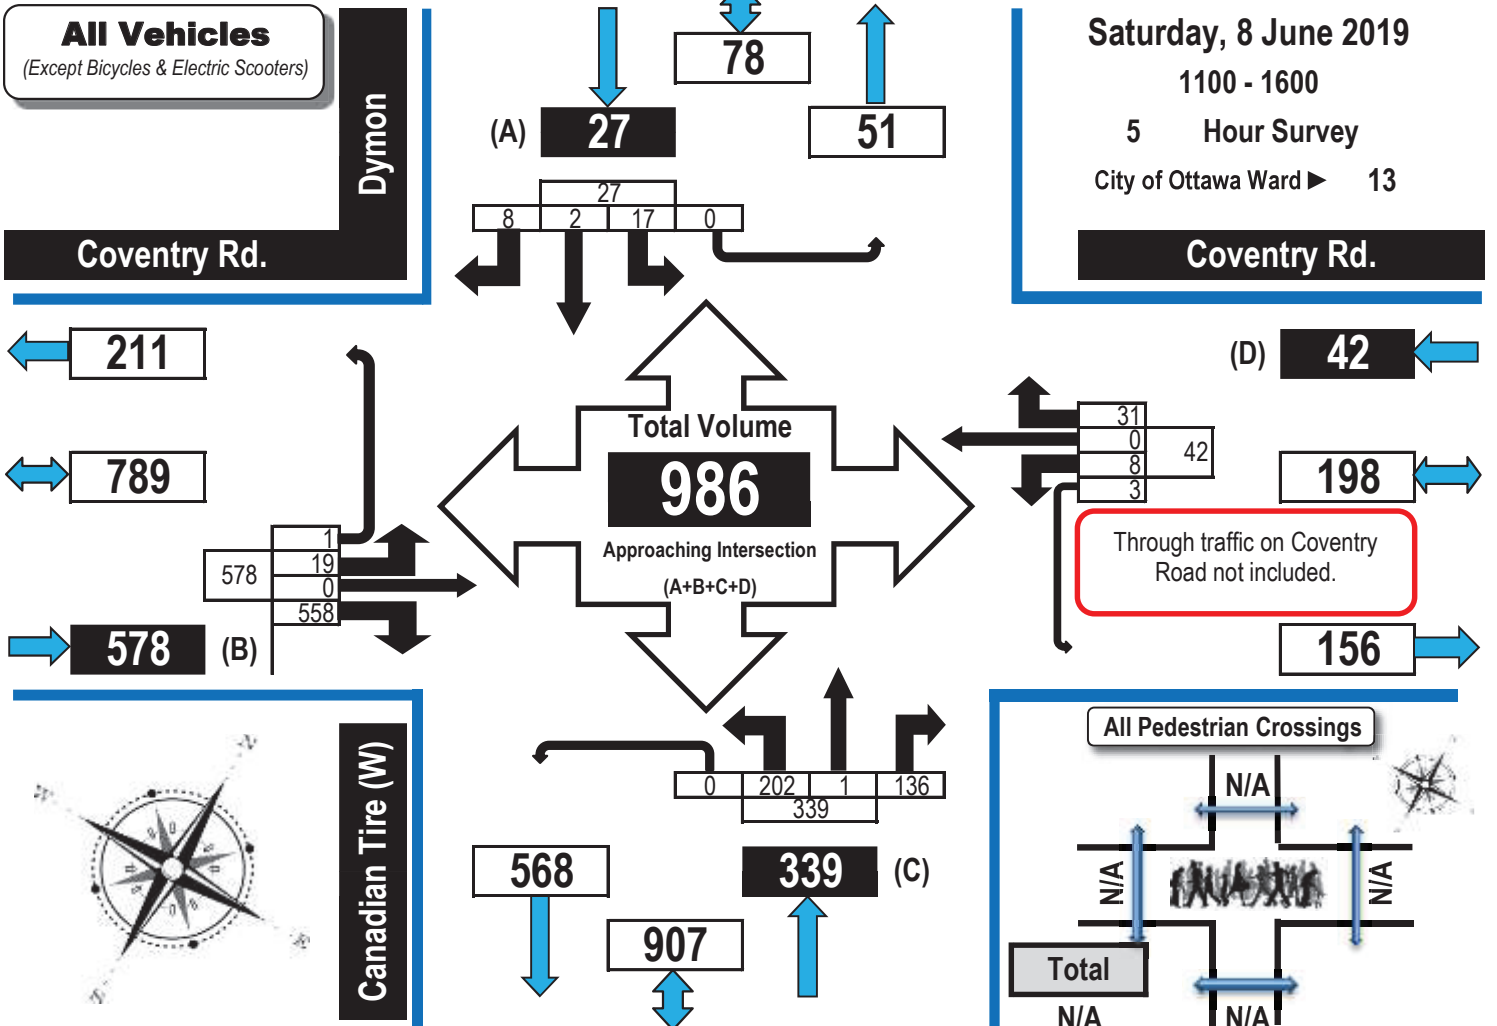 All Vehicles
(Except Bicycles & Electric Scooters)
Dymon
Coventry Rd.
78
(A) 27
51
27
8 2 17 0
Saturday, 8 June 2019
1100 - 1600
5 Hour Survey
City of Ottawa Ward ► 13
Coventry Rd.
211
789
1
19
0
558
578
578 (B)
Total Volume
986
Approaching Intersection
(A+B+C+D)
(D) 42
31
0
8
3
42
198
Through traffic on Coventry
Road not included.
156
N
W
E
S
Canadian Tire (W)
0 202 1 136
339
568
339 (C)
907
All Pedestrian Crossings
N/A
N/A
N/A
Total
N/A
N/A